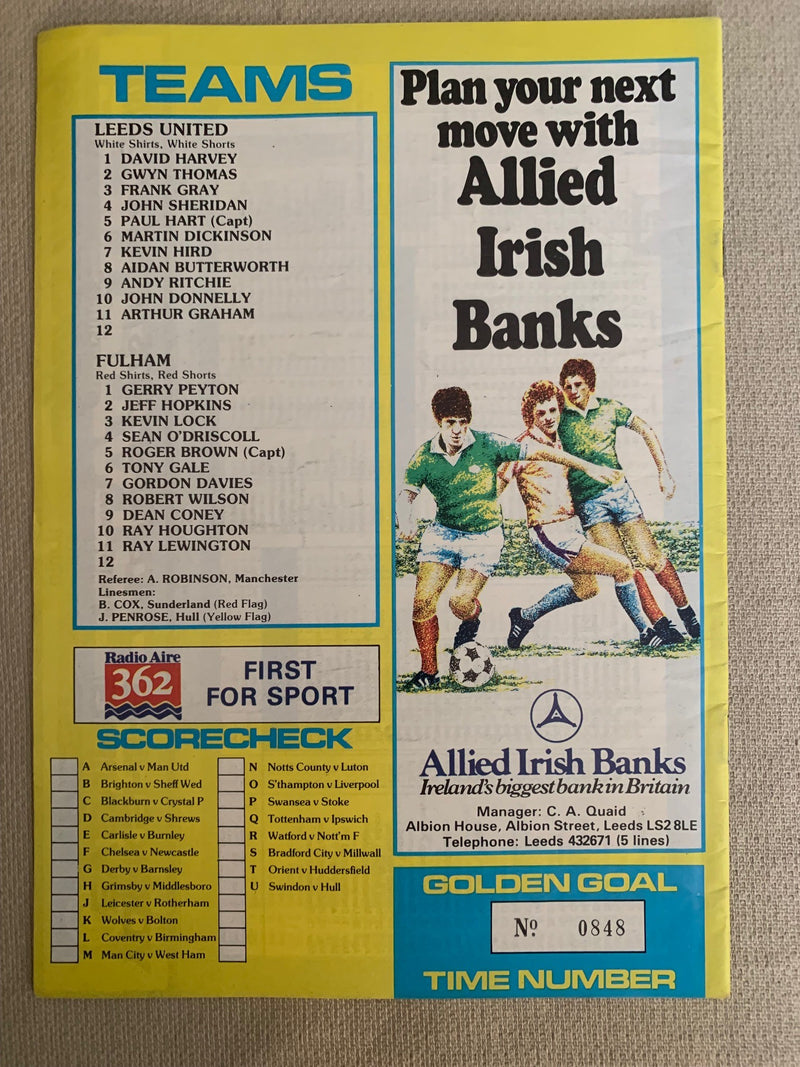 TEAMS
LEEDS UNITED
White Shirts, White Shorts
1 DAVID HARVEY
2 GWYN THOMAS
3 FRANK GRAY
4 JOHN SHERIDAN
5 PAUL HART (Capt)
6 MARTIN DICKINSON
7 KEVIN HIRD
8 AIDAN BUTTERWORTH
9 ANDY RITCHIE
10 JOHN DONNELLY
11 ARTHUR GRAHAM
12
FULHAM
Red Shirts, Red Shorts
1 GERRY PEYTON
2 JEFF HOPKINS
3 KEVIN LOCK
4 SEAN O'DRISCOLL
5 ROGER BROWN (Capt)
6 TONY GALE
7 GORDON DAVIES
8 ROBERT WILSON
9 DEAN CONEY
10 RAY HOUGHTON
11 RAY LEWINGTON
12
Referee: A. ROBINSON, Manchester
Linesmen:
B. COX, Sunderland (Red Flag)
J. PENROSE, Hull (Yellow Flag)
Radio Aire
362
FIRST
FOR SPORT
SCORECHECK
A Arsenal v Man Utd
B Brighton v Sheff Wed
C Blackburn v Crystal P
D Cambridge v Shrews
E Carlisle v Burnley
F Chelsea v Newcastle
G Derby v Barnsley
H Grimsby v Middlesboro
J Leicester v Rotherham
K Wolves v Bolton
L Coventry v Birmingham
M Man City v West Ham
N Notts County v Luton
O S'thampton v Liverpool
P Swansea v Stoke
Q Tottenham v Ipswich
R Watford v Nott'm F
S Bradford City v Millwall
T Orient v Huddersfield
U Swindon v Hull
Plan your next
move with
Allied
Irish
Banks
Allied Irish Banks
Ireland's biggest bank in Britain
Manager: C. A. Quaid
Albion House, Albion Street, Leeds LS2 8LE
Telephone: Leeds 432671 (5 lines)
GOLDEN GOAL
Nº 0848
TIME NUMBER